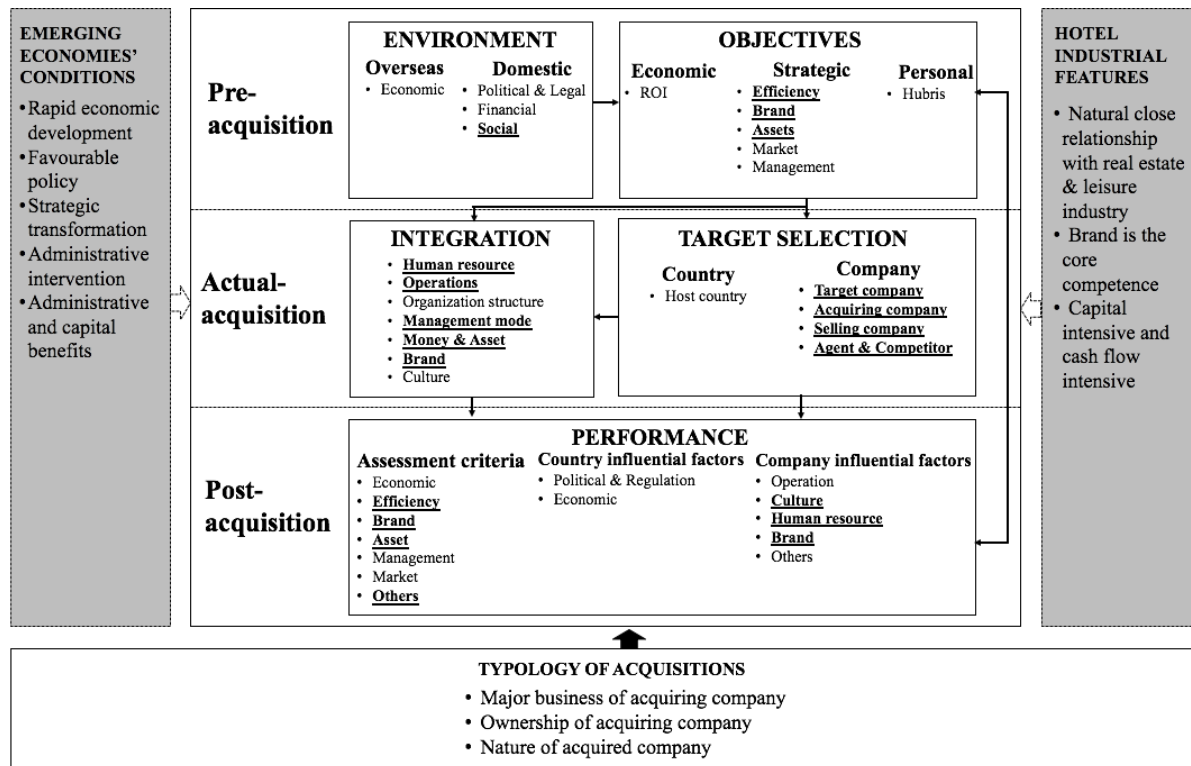 EMERGING
ECONOMIES'
CONDITIONS
• Rapid economic
development
• Favourable
policy
• Strategic
transformation
• Administrative
intervention
• Administrative
and capital
benefits
Pre-
acquisition
ENVIRONMENT
Overseas
• Economic
Domestic
• Political & Legal
• Financial
• Social
OBJECTIVES
Economic
• ROI
Strategic
• Efficiency
• Brand
• Assets
• Market
• Management
Personal
• Hubris
Actual-
acquisition
INTEGRATION
• Human resource
• Operations
• Organization structure
• Management mode
• Money & Asset
• Brand
• Culture
TARGET SELECTION
Country
• Host country
Company
• Target company
• Acquiring company
• Selling company
• Agent & Competitor
Post-
acquisition
PERFORMANCE
Assessment criteria
• Economic
• Efficiency
• Brand
• Asset
• Management
• Market
• Others
Country influential factors
• Political & Regulation
• Economic
Company influential factors
• Operation
• Culture
• Human resource
• Brand
• Others
HOTEL
INDUSTRIAL
FEATURES
• Natural close
relationship
with real estate
& leisure
industry
• Brand is the
core
competence
• Capital
intensive and
cash flow
intensive
TYPOLOGY OF ACQUISITIONS
• Major business of acquiring company
• Ownership of acquiring company
• Nature of acquired company